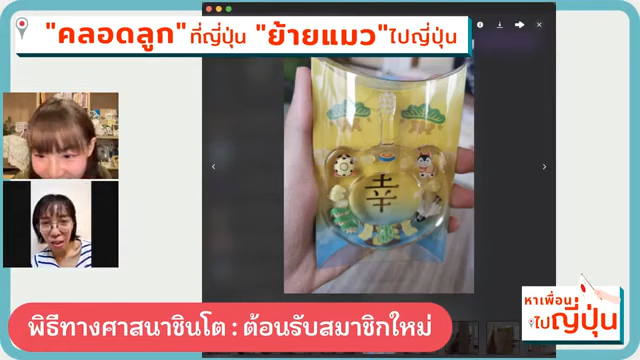 "คลอดลูก"ที่ญี่ปุ่น "ย้ายแมว"ไปญี่ปุ่น
幸
หาเพื่อน
ไปญี่ปุ่น
พิธีทางศาสนาชินโต : ต้อนรับสมาชิกใหม่